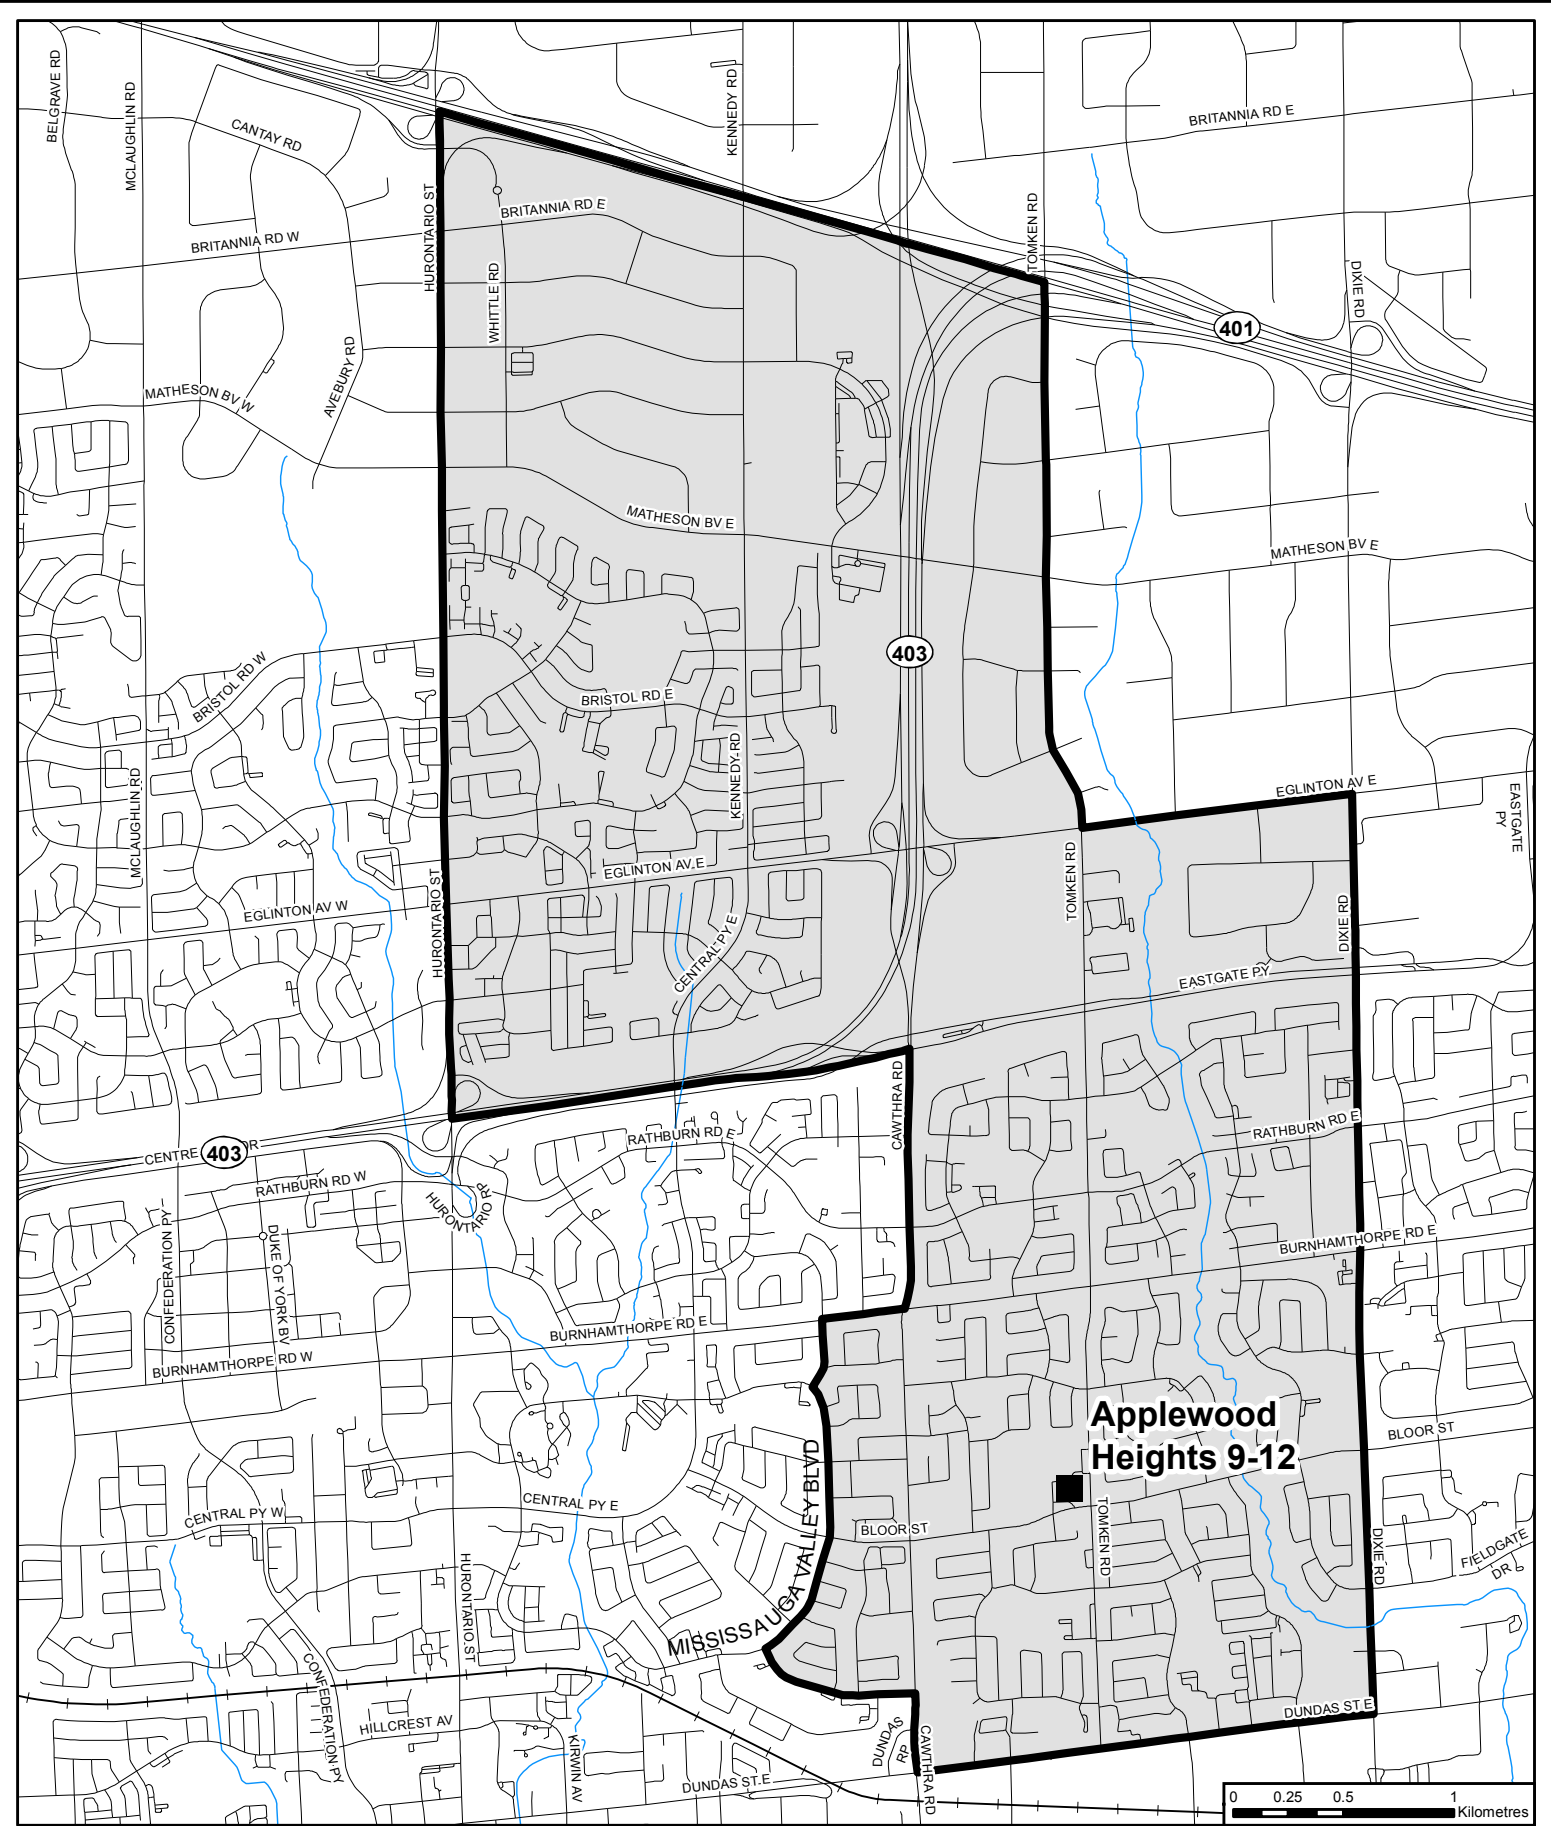 BELGRAVE RD
MCLAUGHLIN RD
CANTAY RD
KENNEDY RD
BRITANNIA RD E
HURONTARIO ST
BRITANNIA RD E
BRITANNIA RD W
TOMKEN RD
WHITTLE RD
DIXIE RD
401
AVEBURY RD
MATHESON BV W
MATHESON BV E
MATHESON BV E
403
BRISTOL RD W
BRISTOL RD E
KENNEDY RD
MCLAUGHLIN RD
EGLINTON AV E
EASTGATE
PY
EGLINTON AV E
TOMKEN RD
HURONTARIO ST
EGLINTON AV W
DIXIE RD
CENTRAL PY E
EASTGATE PY
CAWTHRA RD
RATHBURN RD E
RATHBURN RD E
403
RATHBURN RD W
HURONTARIO RP
CONFEDERATION PY
DUKE OF YORK BV
BURNHAMTHORPE RD E
BURNHAMTHORPE RD E
BURNHAMTHORPE RD W
Applewood
Heights 9-12
BLOOR ST
MISSISSAUGA VALLEY BLVD
CENTRAL PY E
CENTRAL PY W
BLOOR ST
TOMKEN RD
DIXIE RD
FIELDGATE
DR
HURONTARIO ST
CONFEDERATION PY
HILLCREST AV
KIRWIN AV
DUNDAS
RP
CAWTHRA RD
DUNDAS ST E
DUNDAS ST E
0 0.25 0.5 1
Kilometres